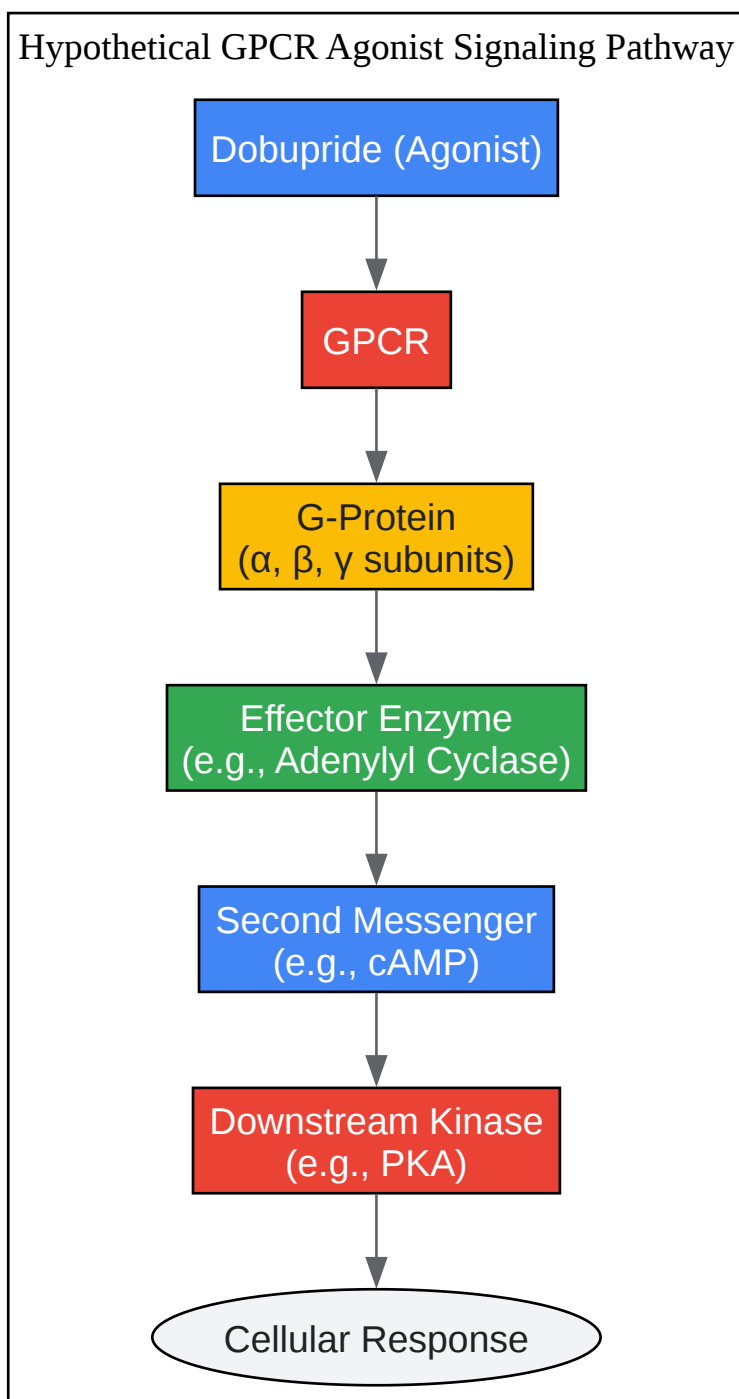 Hypothetical GPCR Agonist Signaling Pathway
Dobupride (Agonist)
GPCR
G-Protein
(α, β, γ subunits)
Effector Enzyme
(e.g., Adenylyl Cyclase)
Second Messenger
(e.g., cAMP)
Downstream Kinase
(e.g., PKA)
Cellular Response